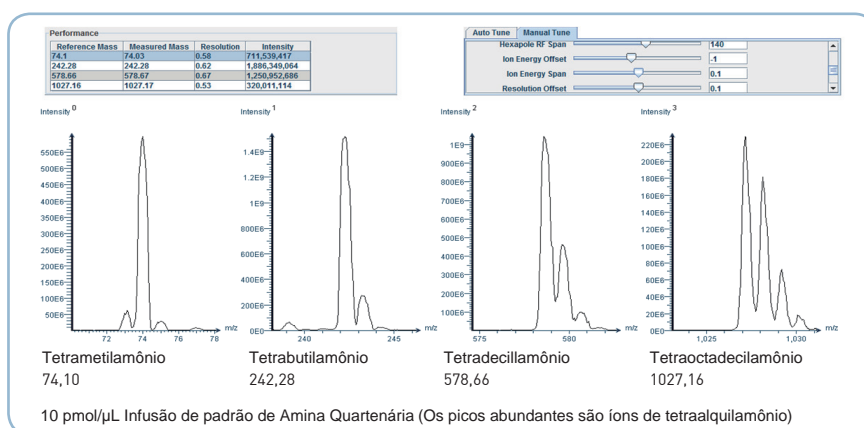 Performance
Reference Mass Measured Mass Resolution Intensity
74.1 74.03 0.58 711,539,417
242.28 242.28 0.62 1,886,349,064
578.66 578.67 0.67 1,250,952,686
1027.16 1027.17 0.53 320,011,114
Auto Tune Manual Tune
Hexapole RF Span 140
Ion Energy Offset -1
Ion Energy Span 0.1
Resolution Offset 0.1
Intensity 0
550E6
500E6
450E6
400E6
350E6
300E6
250E6
200E6
150E6
100E6
50E6
72 74 76 78 m/z
Intensity 1
1.4E9
1.2E9
1E9
800E6
600E6
400E6
200E6
0E0
240 245 m/z
Intensity 2
1E9
900E6
800E6
700E6
600E6
500E6
400E6
300E6
200E6
100E6
575 580 m/z
Intensity 3
220E6
200E6
180E6
160E6
140E6
120E6
100E6
80E6
60E6
40E6
20E6
0E0
1,025 1,030 m/z
Tetrametilamônio Tetrabutilamônio Tetradecillamônio Tetraoctadecilamônio
74,10 242,28 578,66 1027,16
10 pmol/µL Infusão de padrão de Amina Quartenária (Os picos abundantes são íons de tetraalquilamônio)